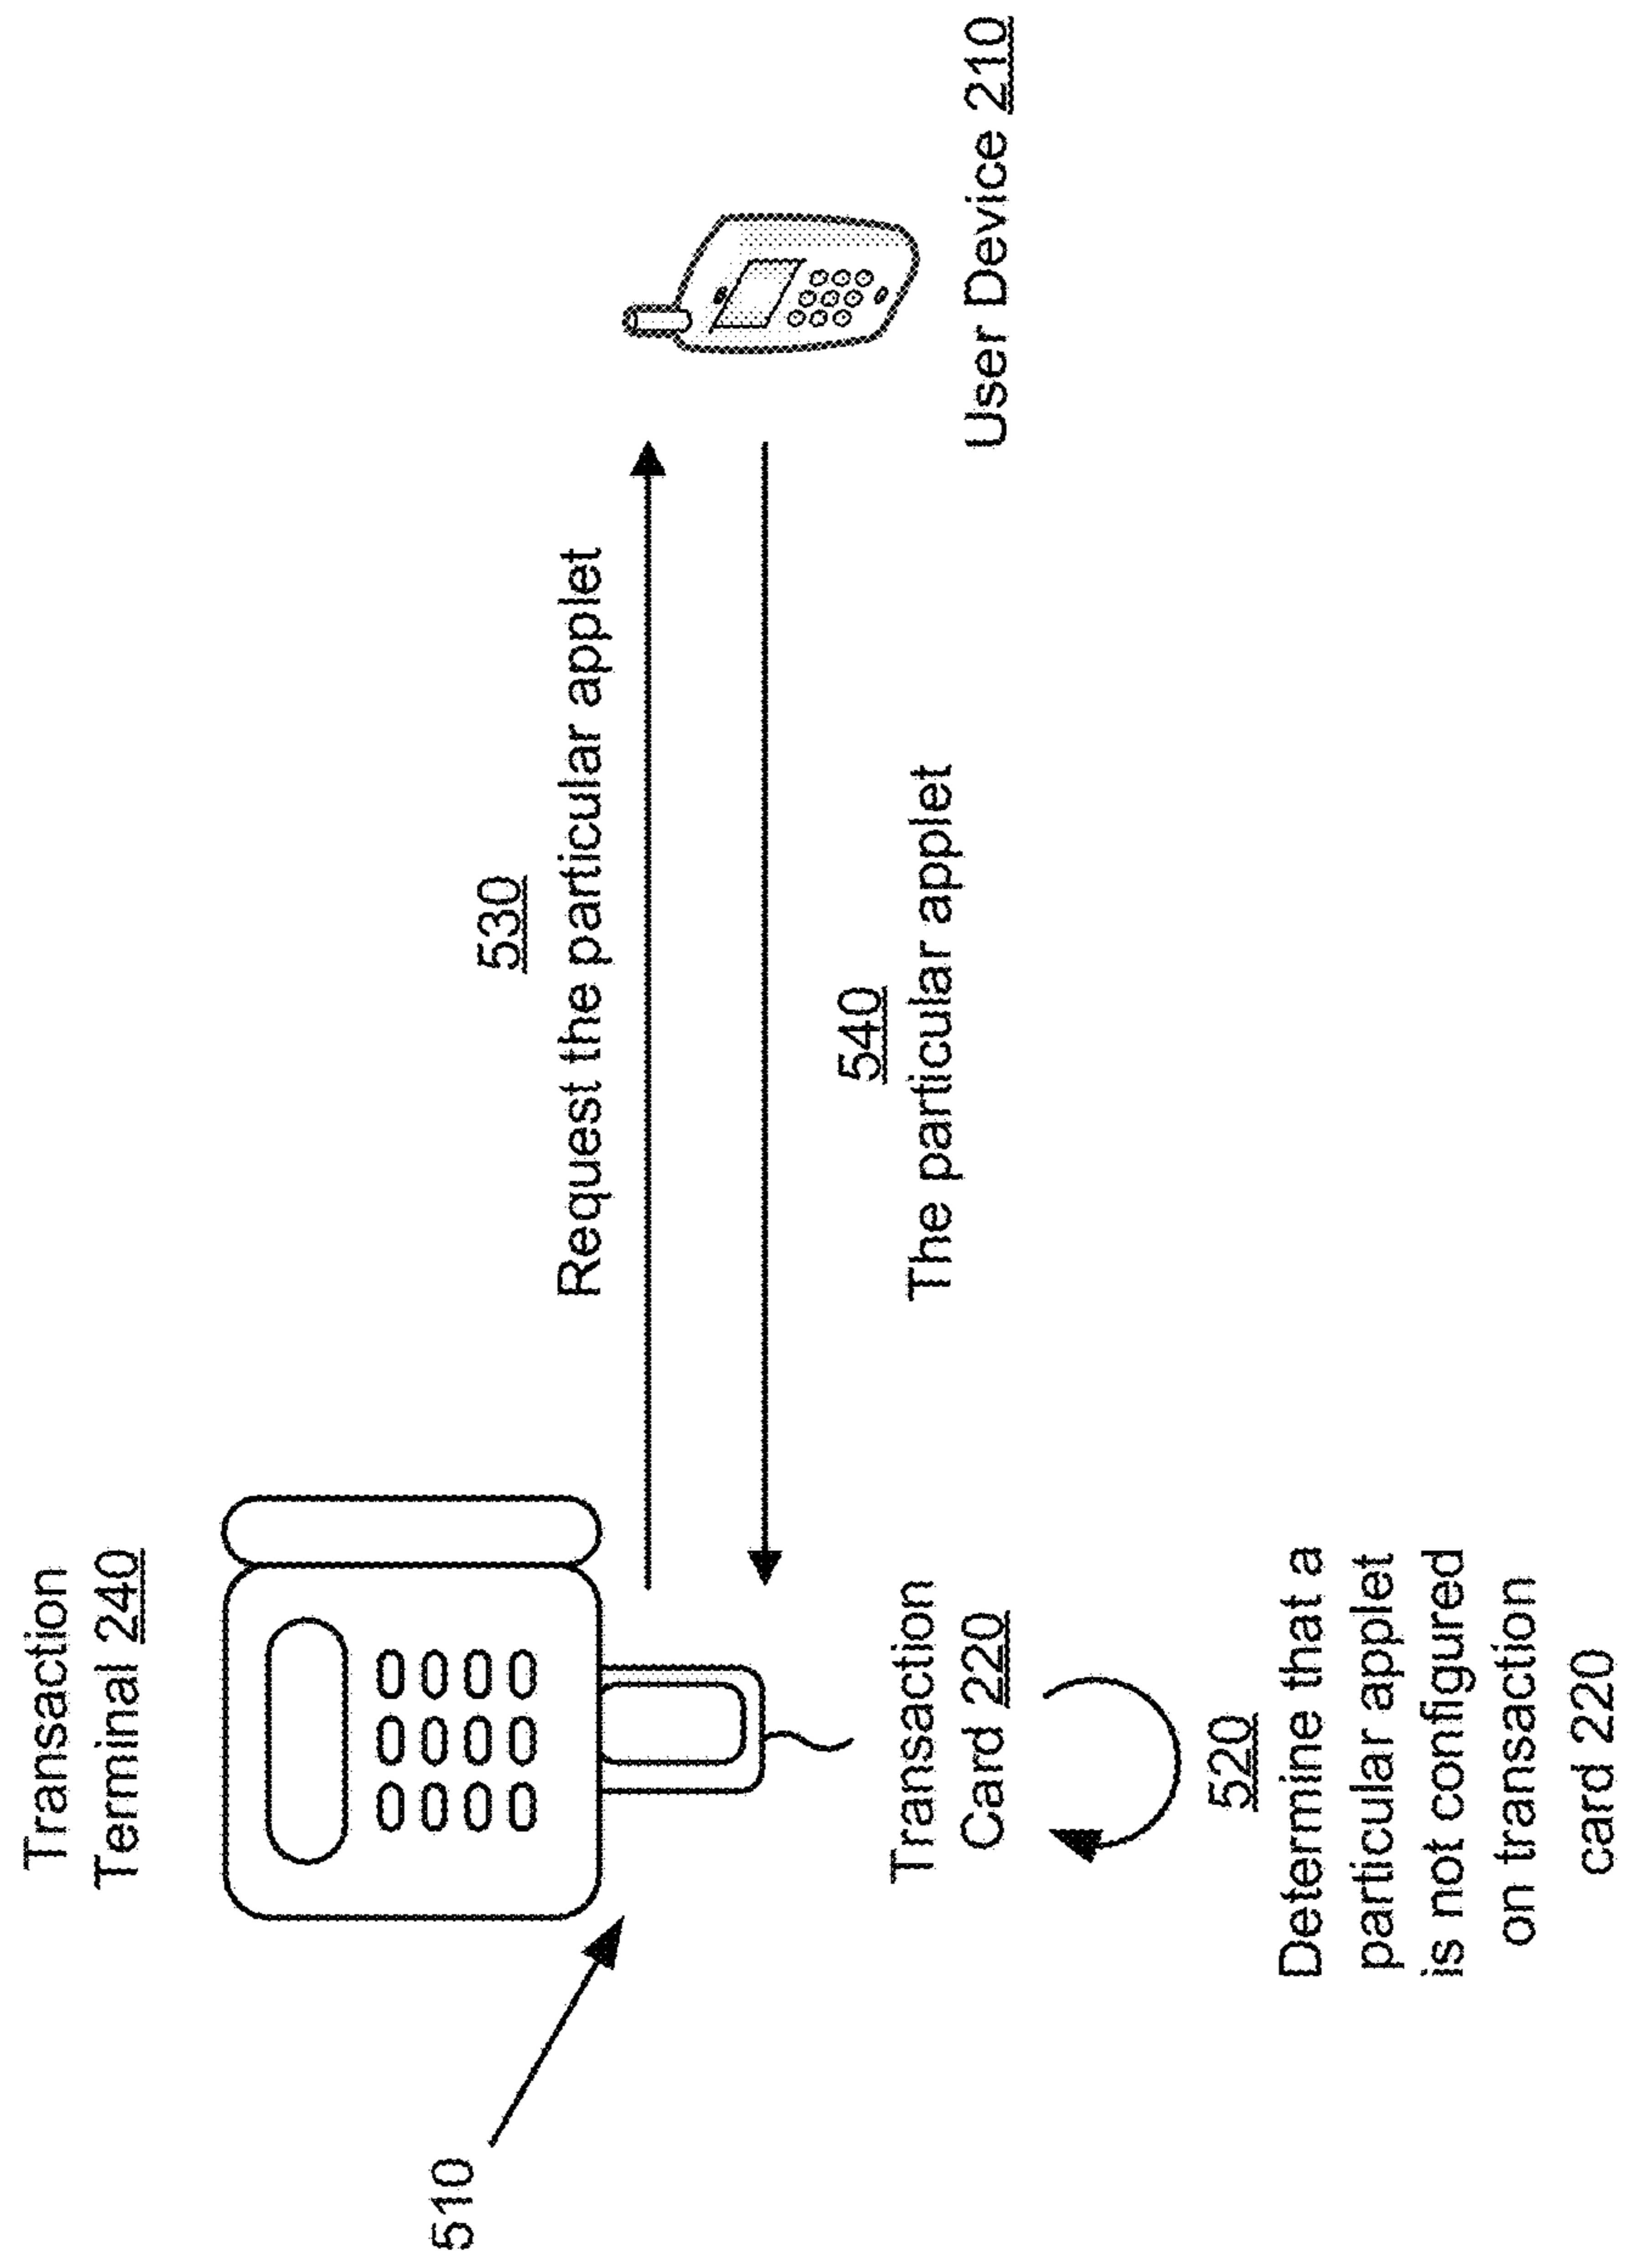 Transaction
Terminal 240
510
530
Request the particular applet
540
The particular applet
User Device 210
Transaction
Card 220
520
Determine that a
particular applet
is not configured
on transaction
card 220